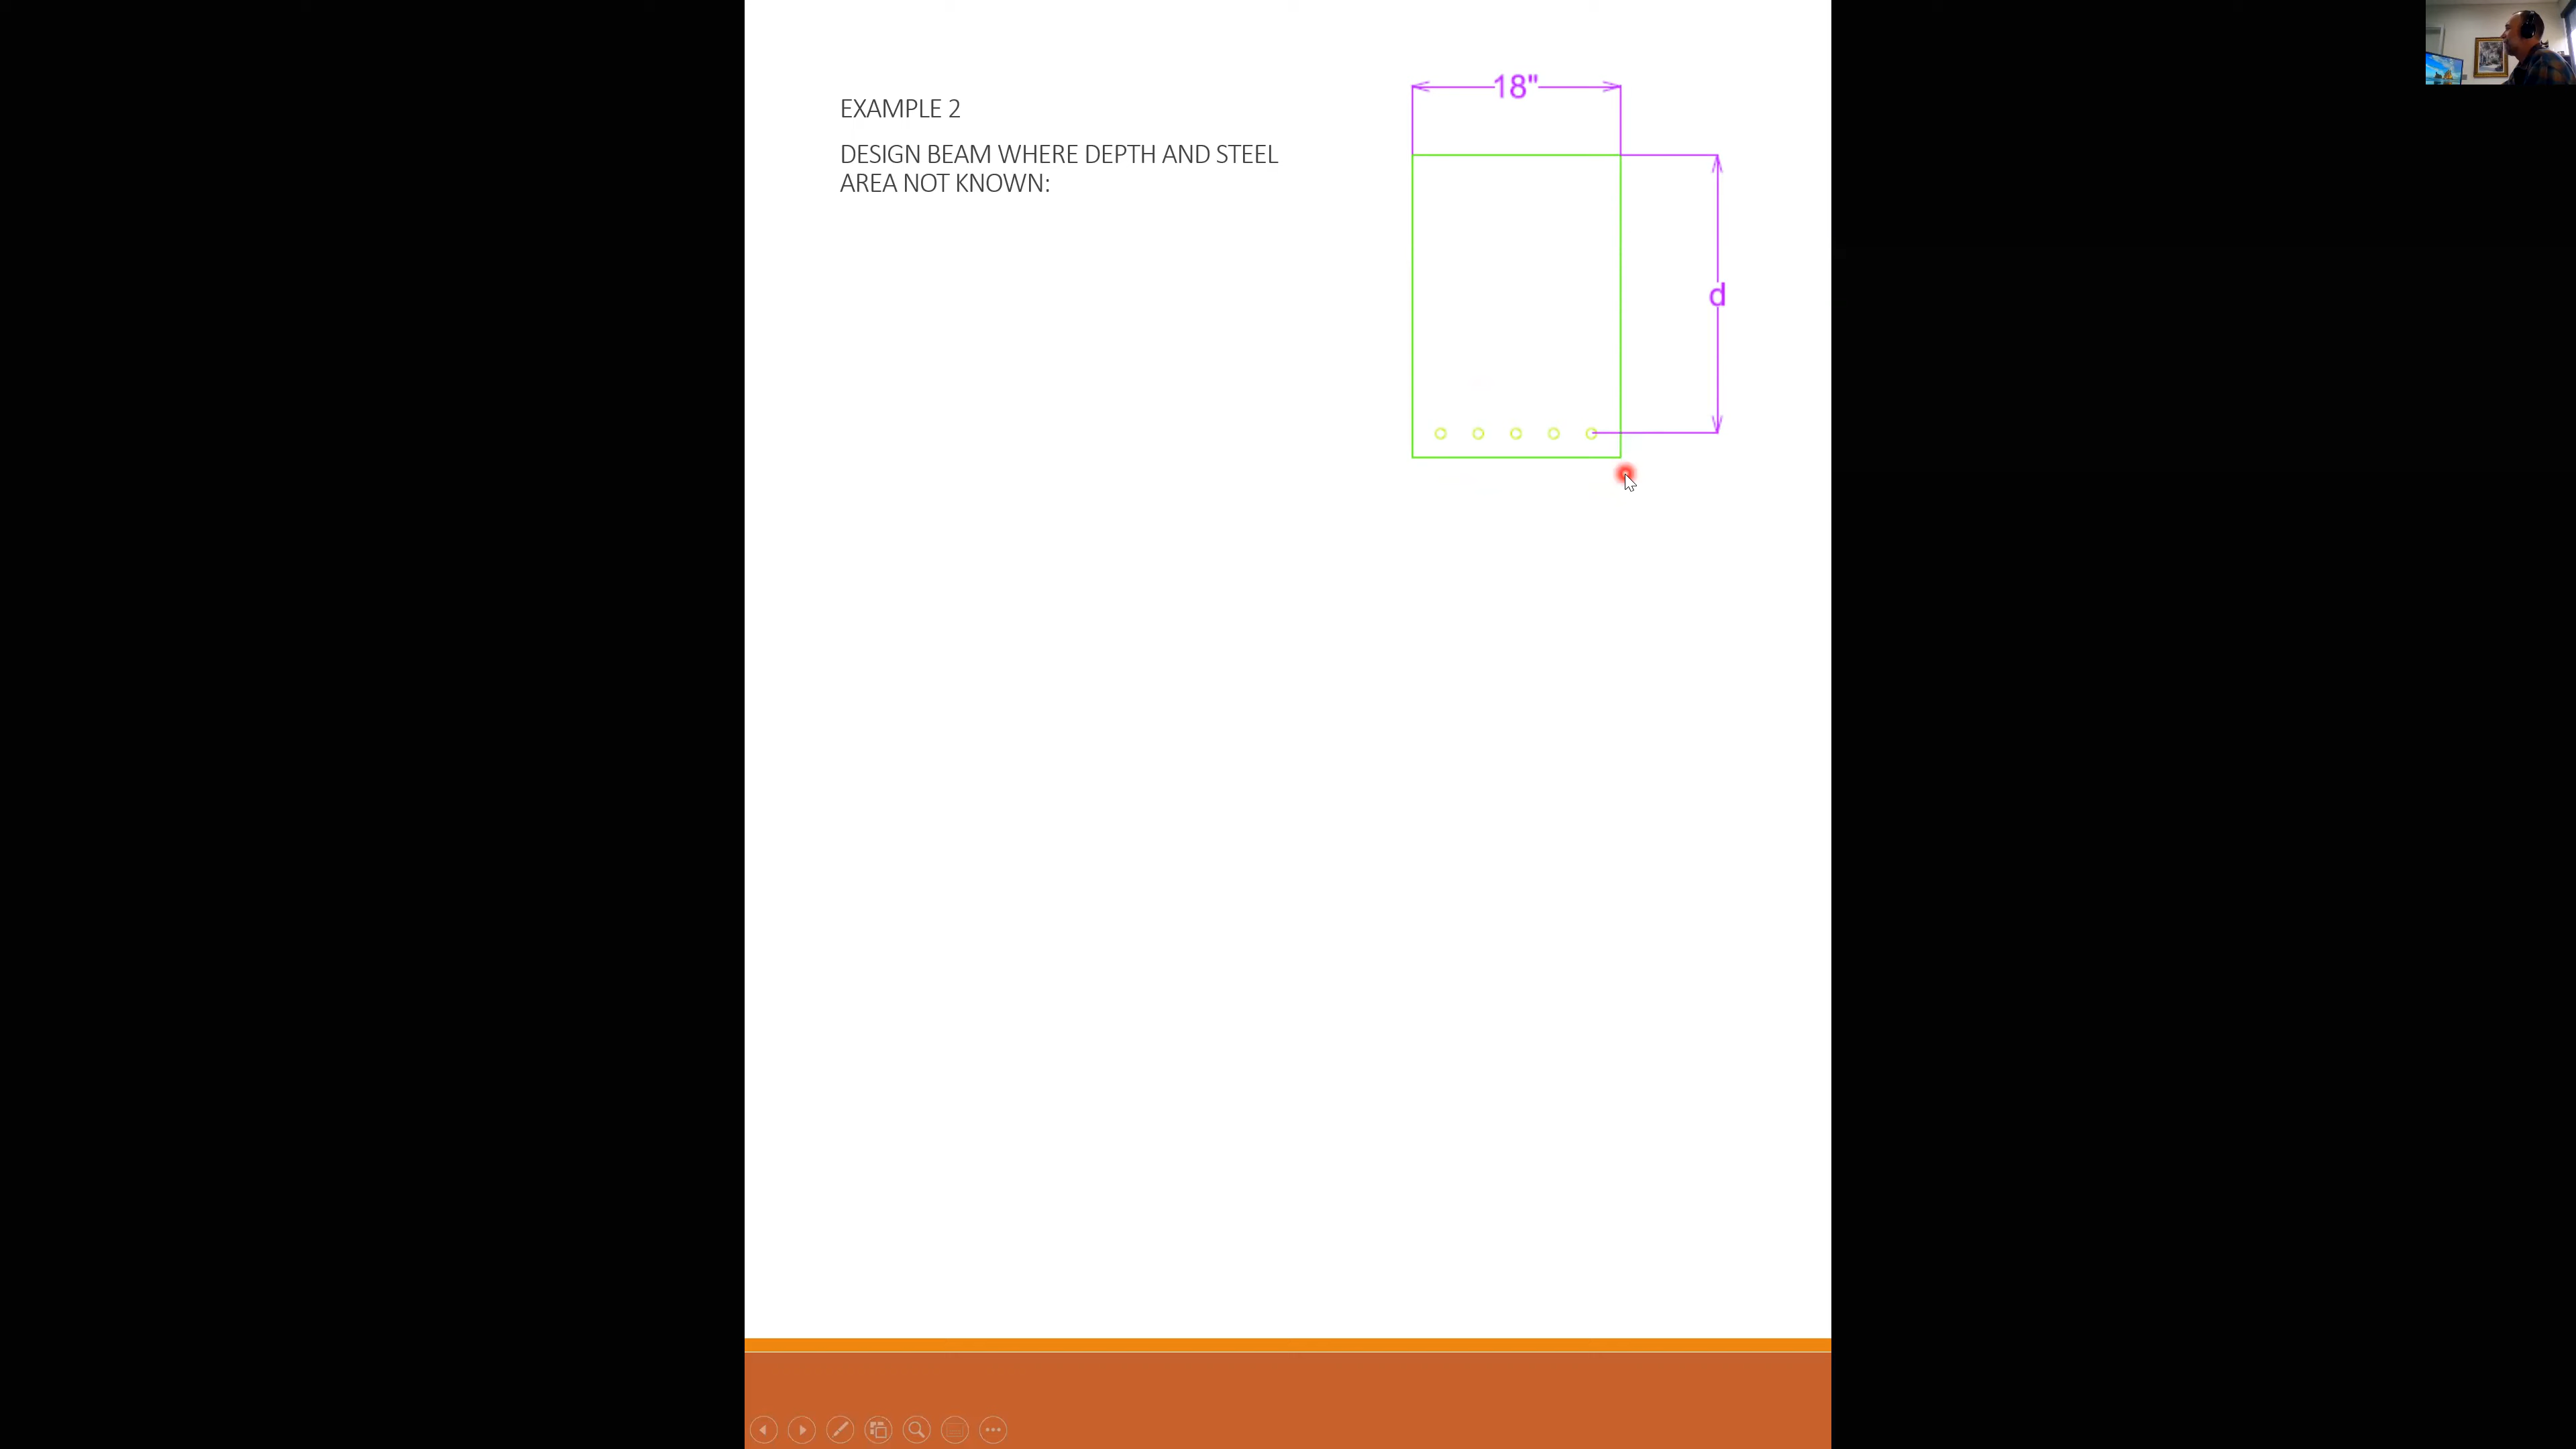 EXAMPLE 2
DESIGN BEAM WHERE DEPTH AND STEEL
AREA NOT KNOWN:
18"
d